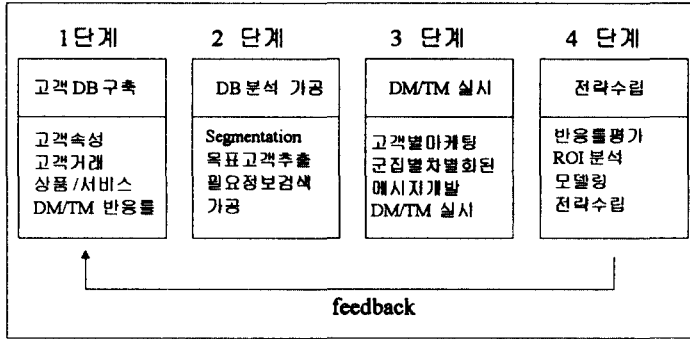 1단계
고객 DB 구축
고객속성
고객거래
상품 /서비스
DM/TM 반응률
2 단계
DB 분석 가공
Segmentation
목표고객추출
필요정보검색
가공
3 단계
DM/TM 실시
고객별마케팅
군집별차별화된
메시지개발
DM/TM 실시
4 단계
전략수립
반응률평가
ROI 분석
모델링
전략수립
feedback